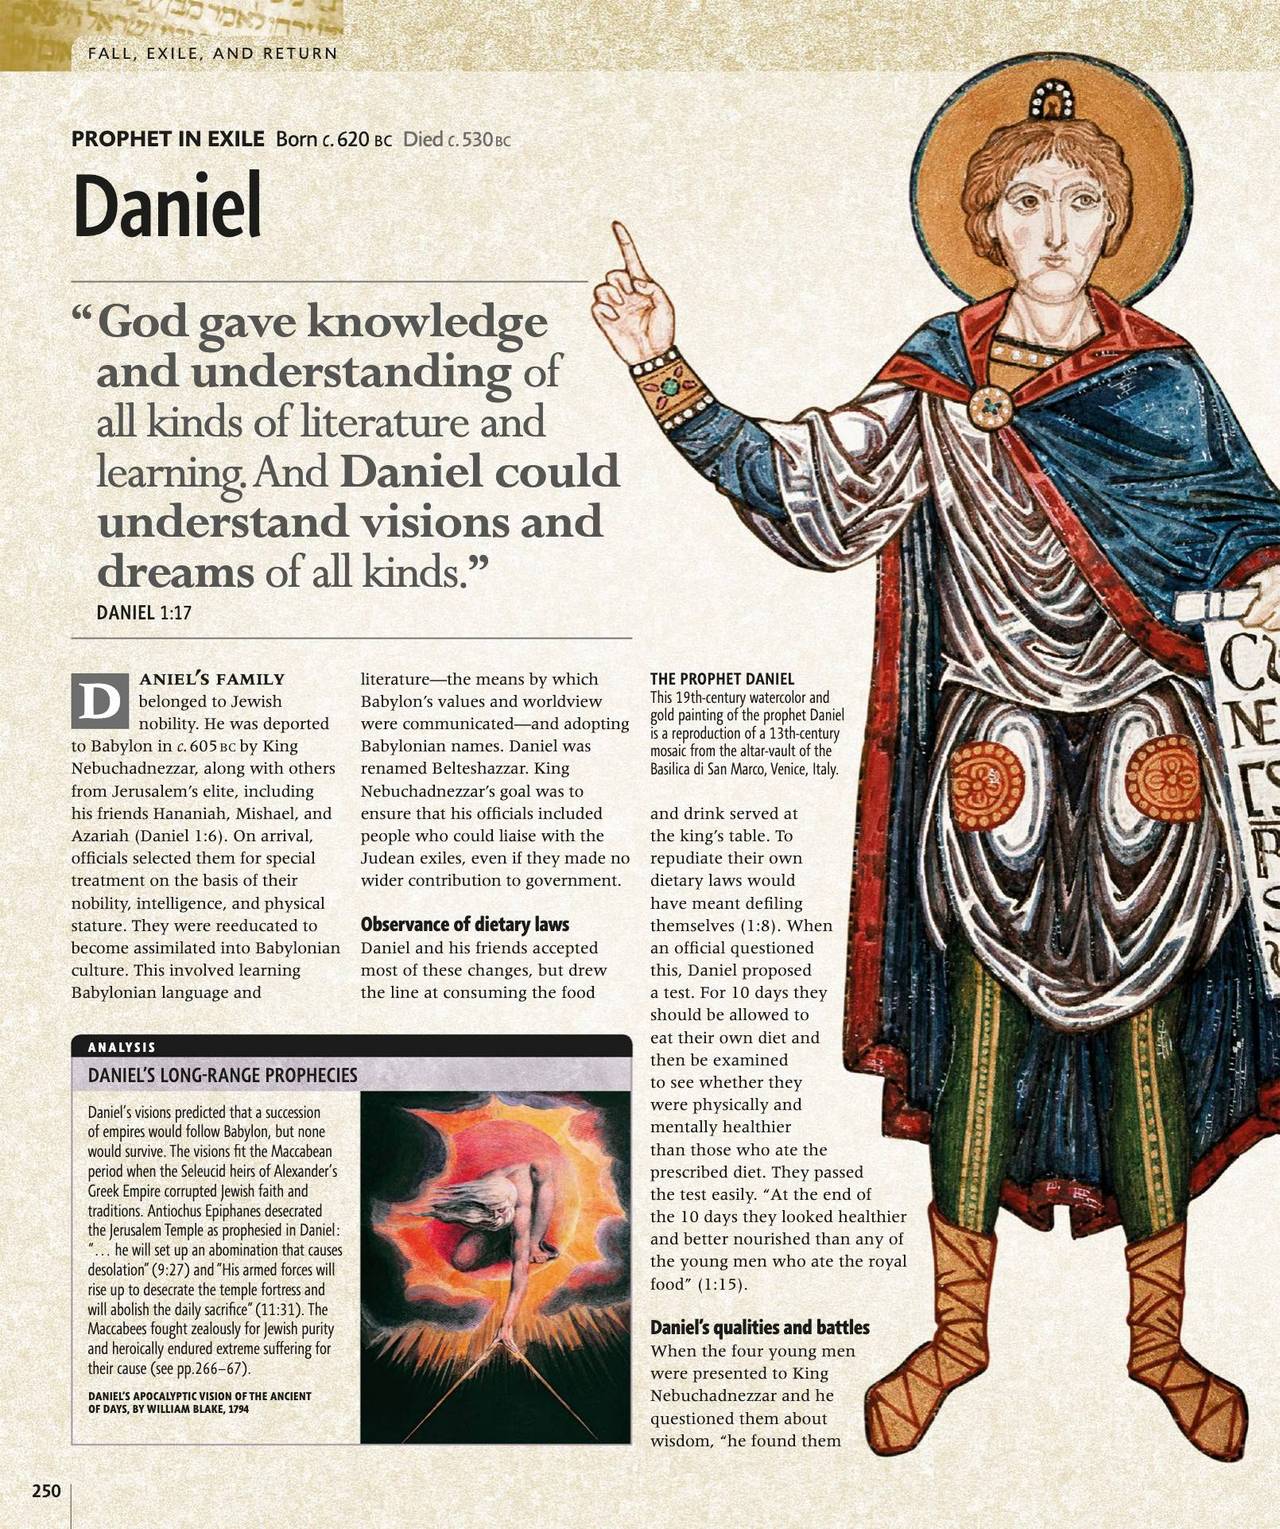 FALL, EXILE, AND RETURN
PROPHET IN EXILE Born c. 620 BC Died c. 530 BC
Daniel
“God gave knowledge
and understanding of
all kinds of literature and
learning. And Daniel could
understand visions and
dreams of all kinds.”
DANIEL 1:17
DANIEL’S FAMILY
belonged to Jewish
nobility. He was deported
to Babylon in c. 605 BC by King
Nebuchadnezzar, along with others
from Jerusalem’s elite, including
his friends Hananiah, Mishael, and
Azariah (Daniel 1:6). On arrival,
officials selected them for special
treatment on the basis of their
nobility, intelligence, and physical
stature. They were reeducated to
become assimilated into Babylonian
culture. This involved learning
Babylonian language and
literature—the means by which
Babylon’s values and worldview
were communicated—and adopting
Babylonian names. Daniel was
renamed Belteshazzar. King
Nebuchadnezzar’s goal was to
ensure that his officials included
people who could liaise with the
Judean exiles, even if they made no
wider contribution to government.
Observance of dietary laws
Daniel and his friends accepted
most of these changes, but drew
the line at consuming the food
THE PROPHET DANIEL
This 19th-century watercolor and
gold painting of the prophet Daniel
is a reproduction of a 13th-century
mosaic from the altar-vault of the
Basilica di San Marco, Venice, Italy.
and drink served at
the king’s table. To
repudiate their own
dietary laws would
have meant defiling
themselves (1:8). When
an official questioned
this, Daniel proposed
a test. For 10 days they
should be allowed to
eat their own diet and
then be examined
to see whether they
were physically and
mentally healthier
than those who ate the
prescribed diet. They passed
the test easily. “At the end of
the 10 days they looked healthier
and better nourished than any of
the young men who ate the royal
food” (1:15).
Daniel’s qualities and battles
When the four young men
were presented to King
Nebuchadnezzar and he
questioned them about
wisdom, “he found them
ANALYSIS
DANIEL’S LONG-RANGE PROPHECIES
Daniel’s visions predicted that a succession
of empires would follow Babylon, but none
would survive. The visions fit the Maccabean
period when the Seleucid heirs of Alexander’s
Greek Empire corrupted Jewish faith and
traditions. Antiochus Epiphanes desecrated
the Jerusalem Temple as prophesied in Daniel:
“… he will set up an abomination that causes
desolation” (9:27) and “His armed forces will
rise up to desecrate the temple fortress and
will abolish the daily sacrifice” (11:31). The
Maccabees fought zealously for Jewish purity
and heroically endured extreme suffering for
their cause (see pp.266–67).
DANIEL’S APOCALYPTIC VISION OF THE ANCIENT
OF DAYS, BY WILLIAM BLAKE, 1794
250